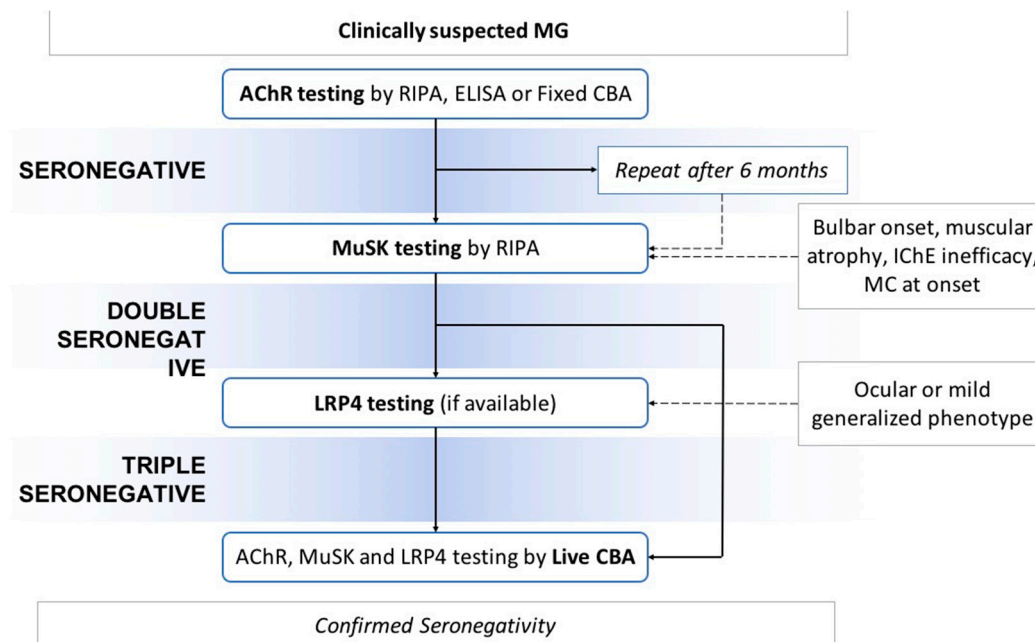 Clinically suspected MG
AChR testing by RIPA, ELISA or Fixed CBA
SERONEGATIVE
Repeat after 6 months
MuSK testing by RIPA
Bulbar onset, muscular
atrophy, IChE inefficacy,
MC at onset
DOUBLE
SERONEGAT
IVE
LRP4 testing (if available)
Ocular or mild
generalized phenotype
TRIPLE
SERONEGATIVE
AChR, MuSK and LRP4 testing by Live CBA
Confirmed Seronegativity